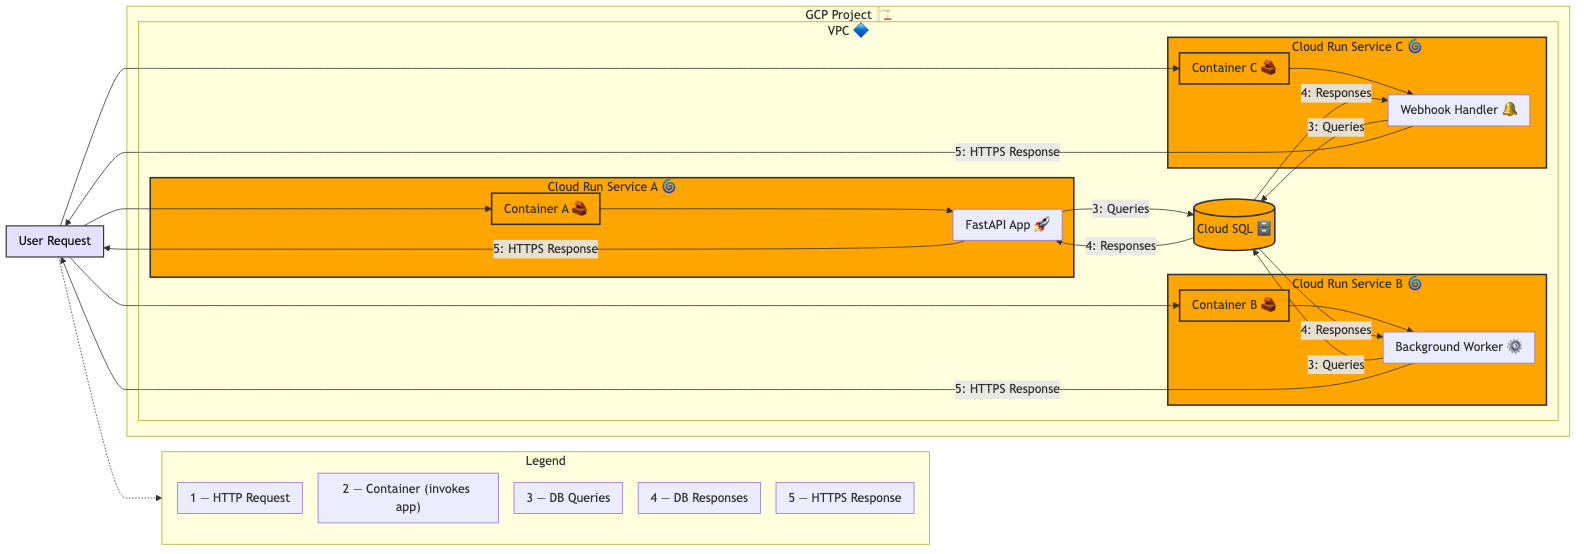 GCP Project 🏗️
VPC 🔷
Cloud Run Service C 🌀
Container C 🧰
4: Responses
Webhook Handler 🔔
3: Queries
5: HTTPS Response
Cloud Run Service A 🌀
Container A 🧰
3: Queries
FastAPI App 🚀
Cloud SQL 🗄️
User Request
5: HTTPS Response
4: Responses
Cloud Run Service B 🌀
Container B 🧰
4: Responses
Background Worker ⚙️
3: Queries
5: HTTPS Response
Legend
1 — HTTP Request
2 — Container (invokes
app)
3 — DB Queries
4 — DB Responses
5 — HTTPS Response